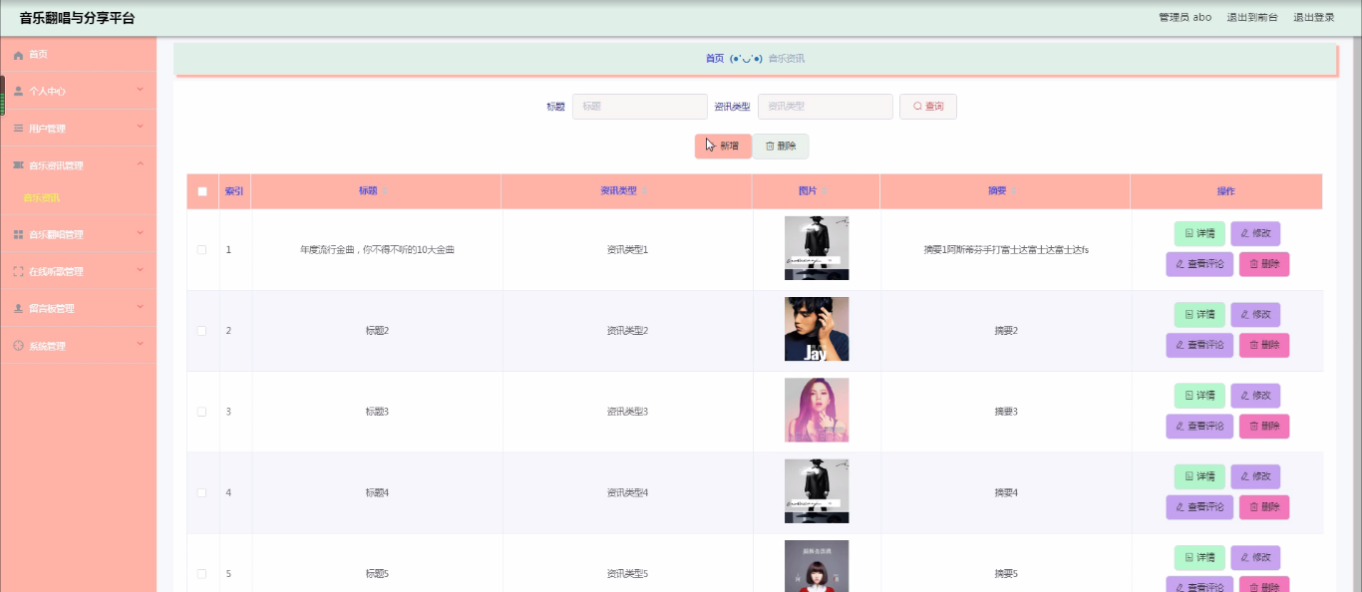 音乐翻唱与分享平台
管理员 abo 退出到前台 退出登录
首页
个人中心
用户管理
音乐资讯管理
音乐资讯
音乐翻唱管理
在线听歌管理
留言板管理
系统管理
首页 (●'◡'●) 音乐资讯
标题 标题 资讯类型 资讯类型 查询
新增 删除
索引 标题 资讯类型 图片 摘要 操作
1 年度流行金曲，你不得不听的10大金曲 资讯类型1 摘要1阿斯蒂芬手打富士达富士达富士达fs 详情 修改
查看评论 删除
2 标题2 资讯类型2 Jay 摘要2 详情 修改
查看评论 删除
3 标题3 资讯类型3 摘要3 详情 修改
查看评论 删除
4 标题4 资讯类型4 摘要4 详情 修改
查看评论 删除
5 标题5 资讯类型5 摘要5 详情 修改
查看评论 删除